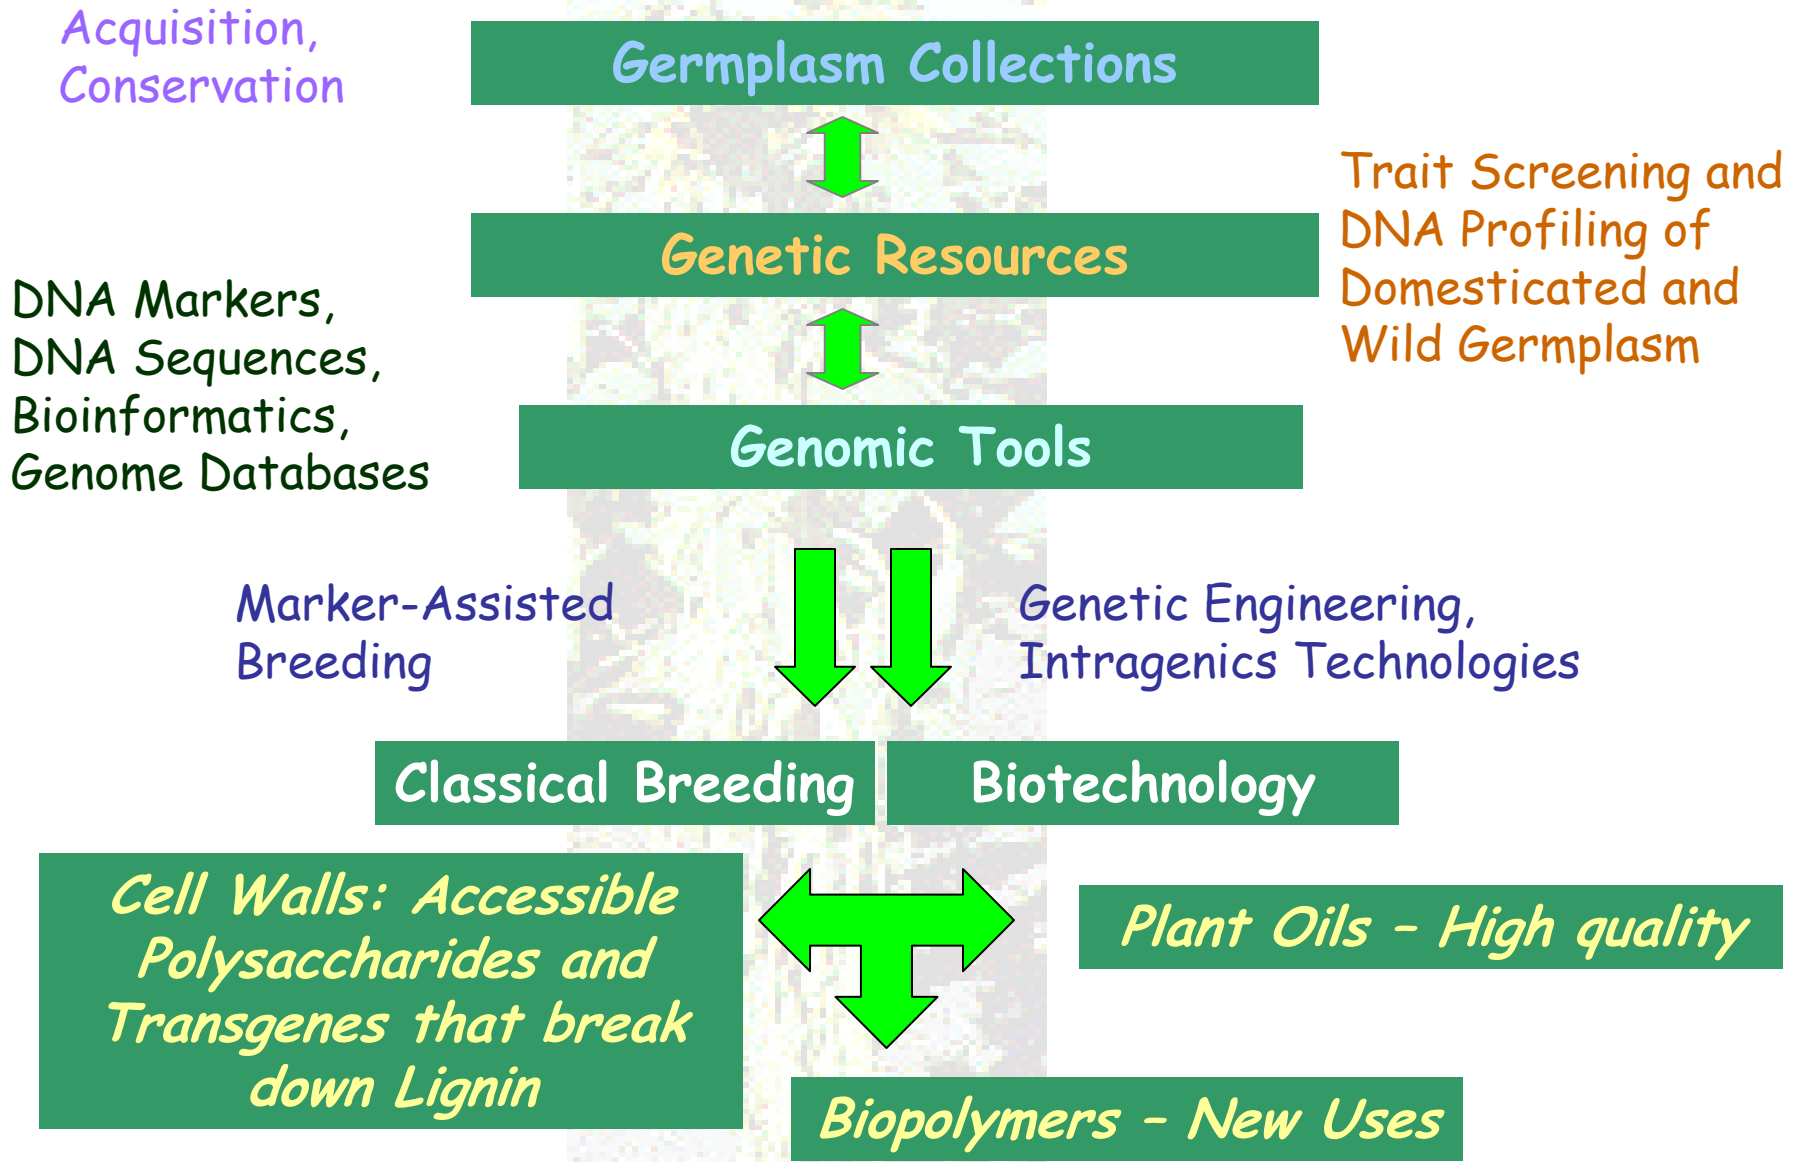 Acquisition,
Conservation
Germplasm Collections
Trait Screening and
DNA Profiling of
Domesticated and
Wild Germplasm
Genetic Resources
DNA Markers,
DNA Sequences,
Bioinformatics,
Genome Databases
Genomic Tools
Marker-Assisted
Breeding
Genetic Engineering,
Intragenics Technologies
Classical Breeding
Biotechnology
Cell Walls: Accessible
Polysaccharides and
Transgenes that break
down Lignin
Plant Oils – High quality
Biopolymers – New Uses